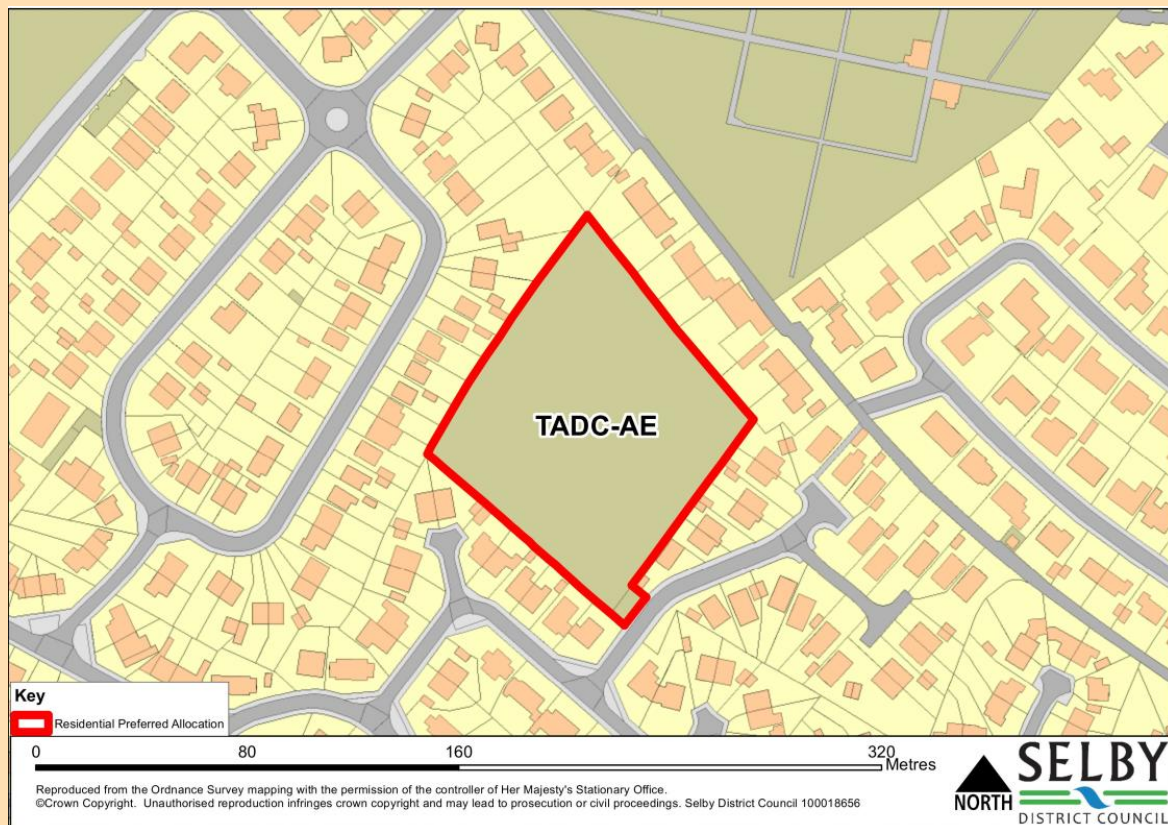 TADC-AE
Key
Residential Preferred Allocation
0 80 160 320
Metres
Reproduced from the Ordnance Survey mapping with the permission of the controller of Her Majesty's Stationary Office.
©Crown Copyright. Unauthorised reproduction infringes crown copyright and may lead to prosecution or civil proceedings. Selby District Council 100018656
NORTH
SELBY
DISTRICT COUNCIL